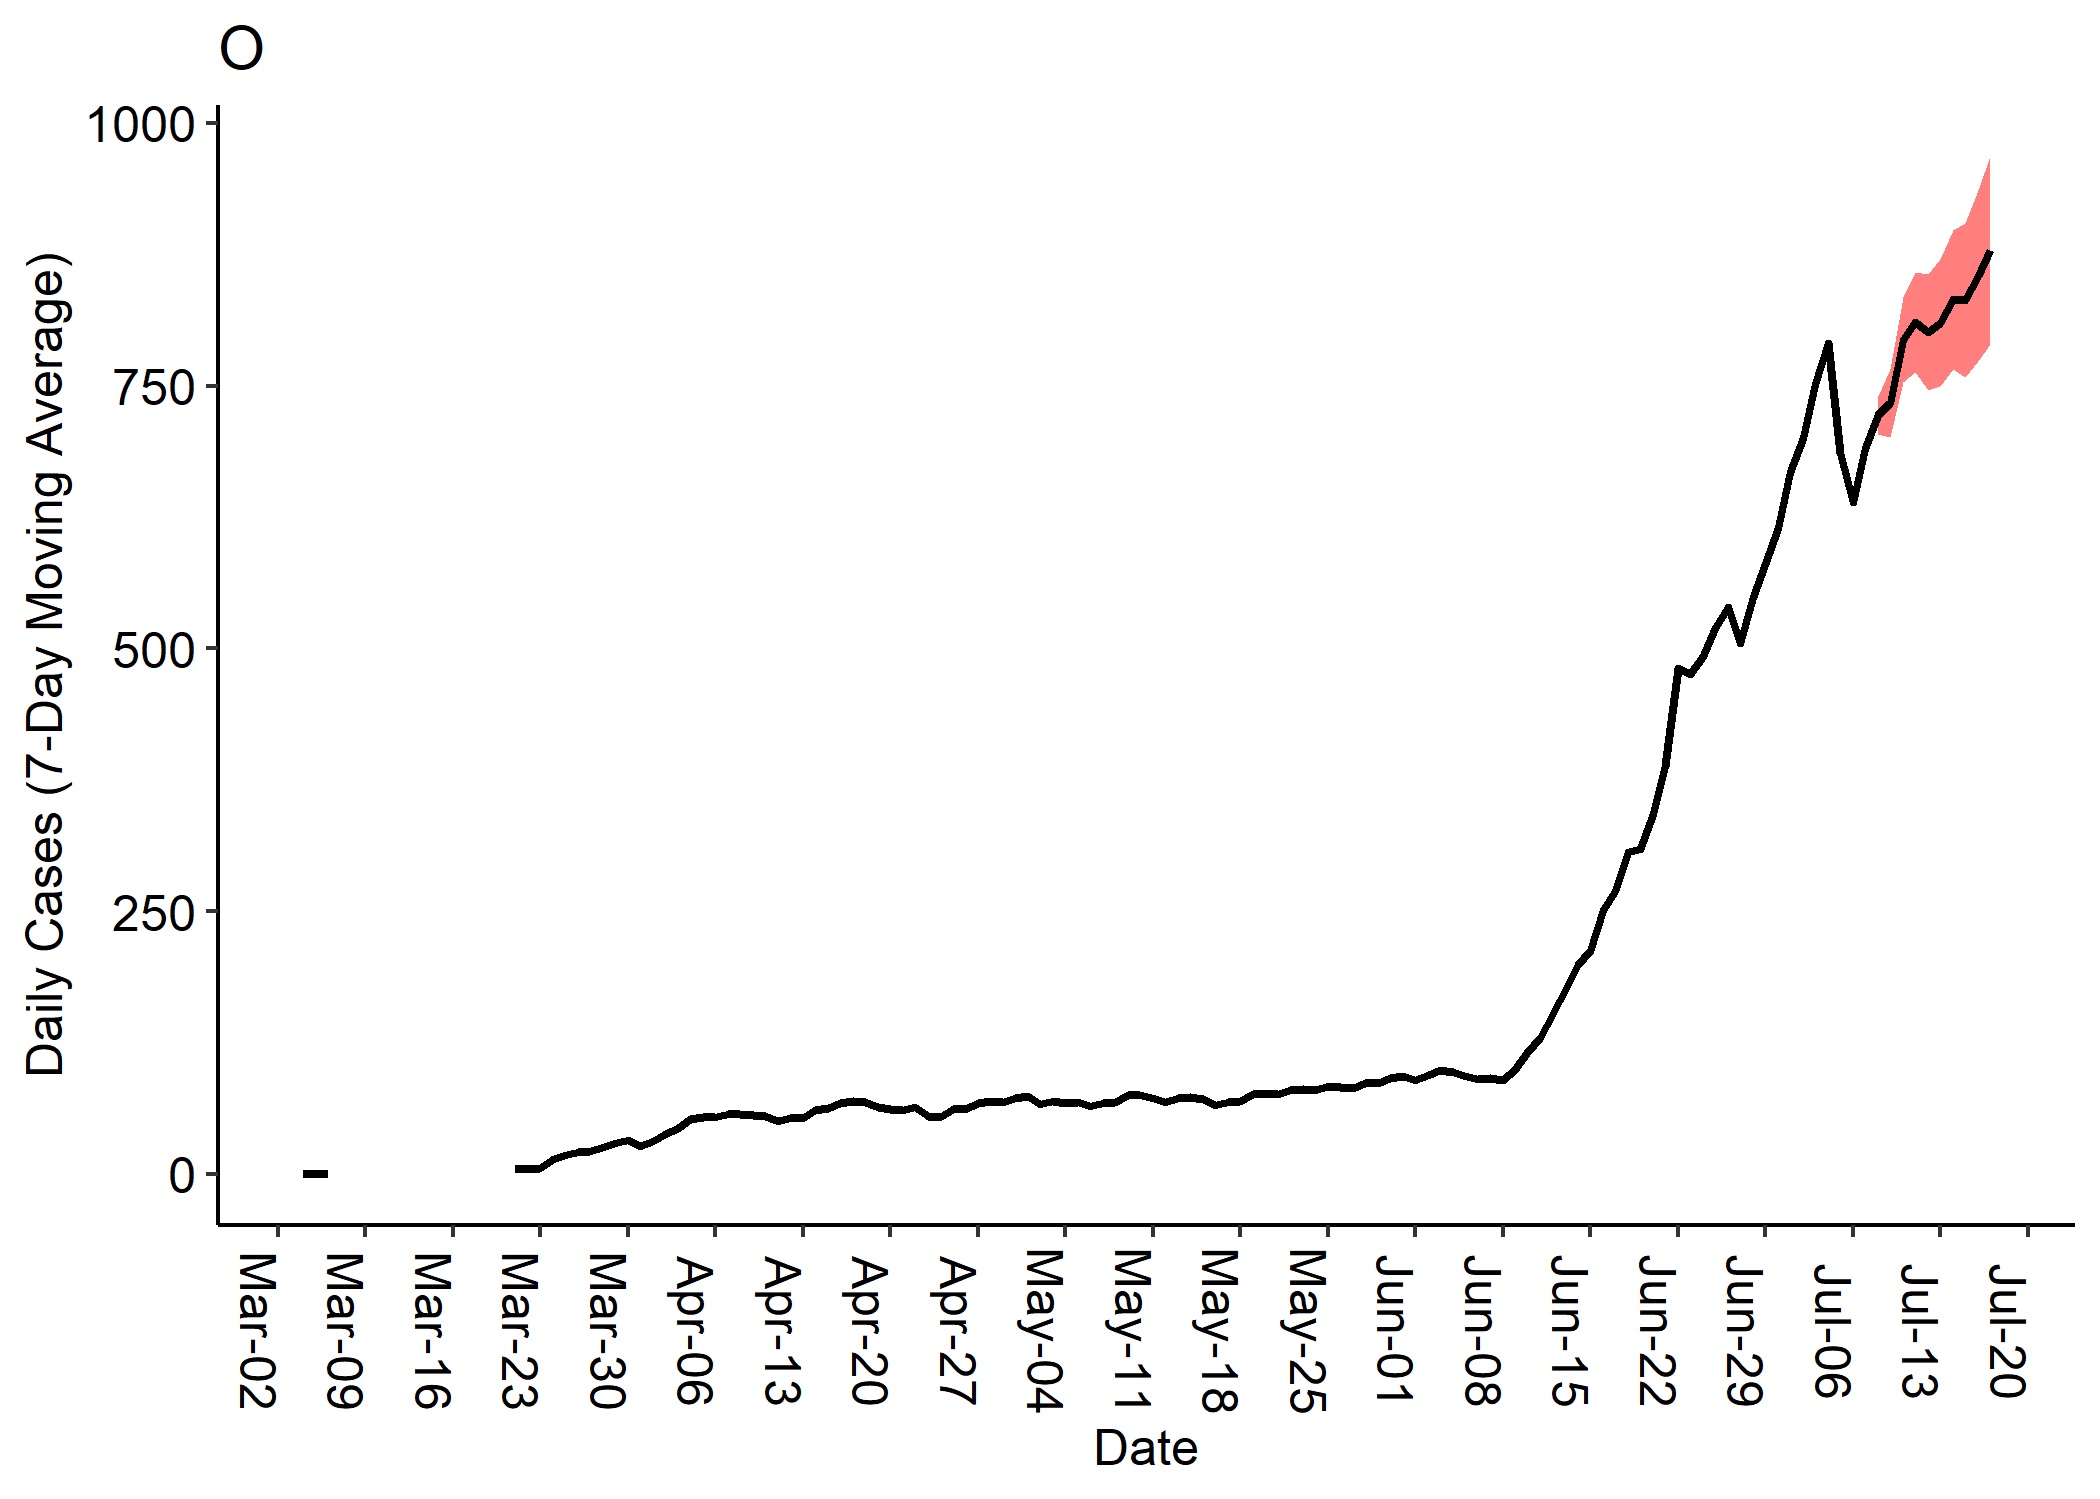 O
1000
750
500
250
0
Daily Cases (7-Day Moving Average)
Mar-02
Mar-09
Mar-16
Mar-23
Mar-30
Apr-06
Apr-13
Apr-20
Apr-27
May-04
May-11
May-18
May-25
Jun-01
Jun-08
Jun-15
Jun-22
Jun-29
Jul-06
Jul-13
Jul-20
Date